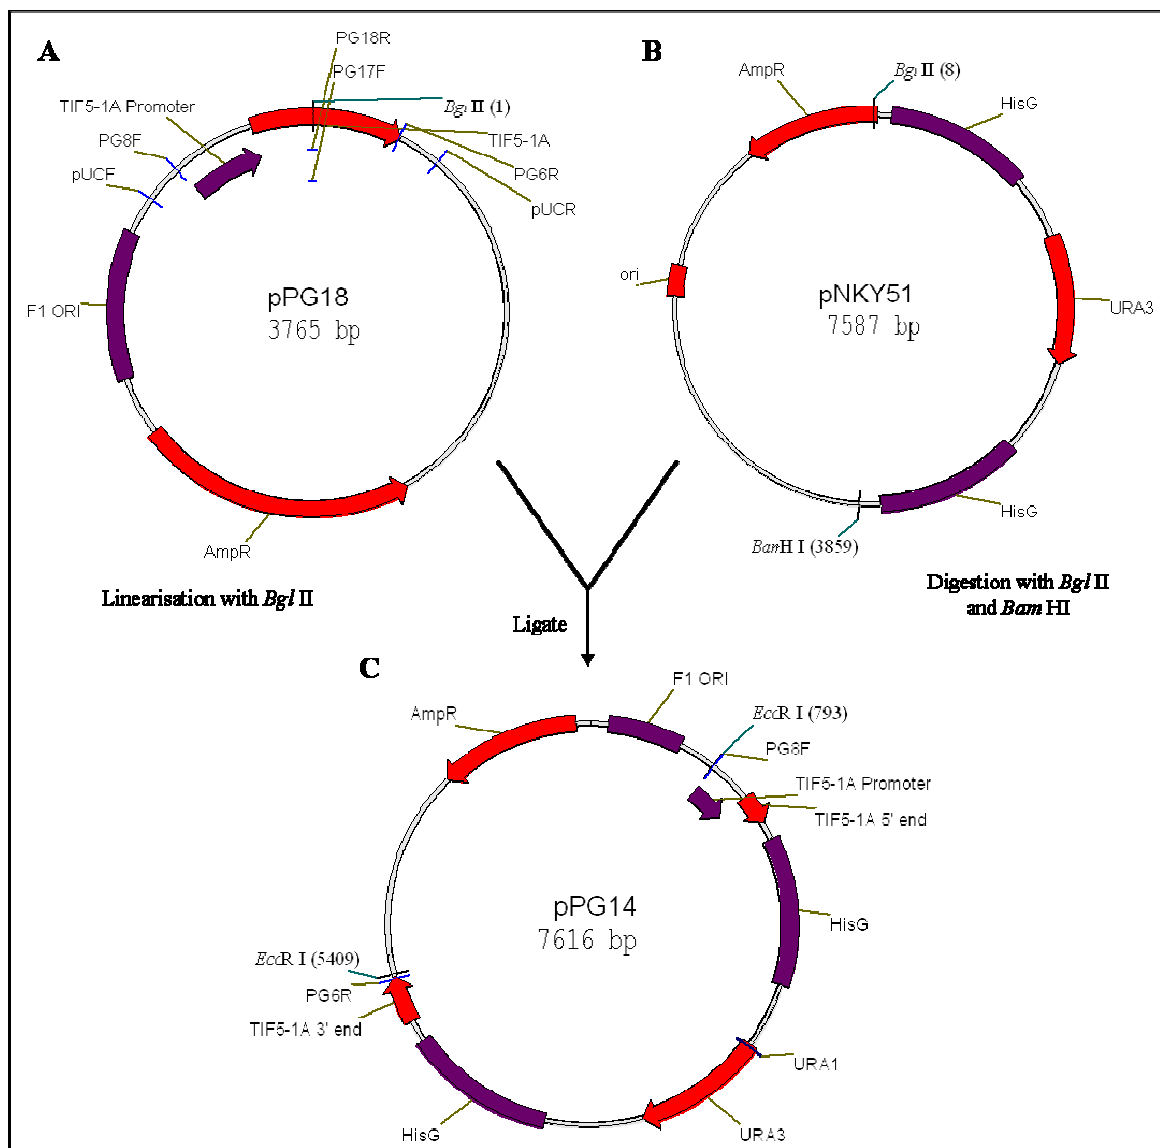 A
PG18R
PG17F
Bgl II (1)
TIF5-1A Promoter
TIF5-1A
PG8F
PG6R
pUCF
pUCR
F1 ORI
pPG18
3765 bp
AmpR
Linearisation with Bgl II
B
AmpR
Bgl II (8)
HisG
ori
pNKY51
7587 bp
URA3
HisG
BamH I (3859)
Digestion with Bgl II
and Bam HI
Ligate
C
F1 ORI
AmpR
EcoR I (793)
PG8F
TIF5-1A Promoter
TIF5-1A 5' end
pPG14
7616 bp
HisG
EcoR I (5409)
PG6R
TIF5-1A 3' end
URA1
HisG
URA3